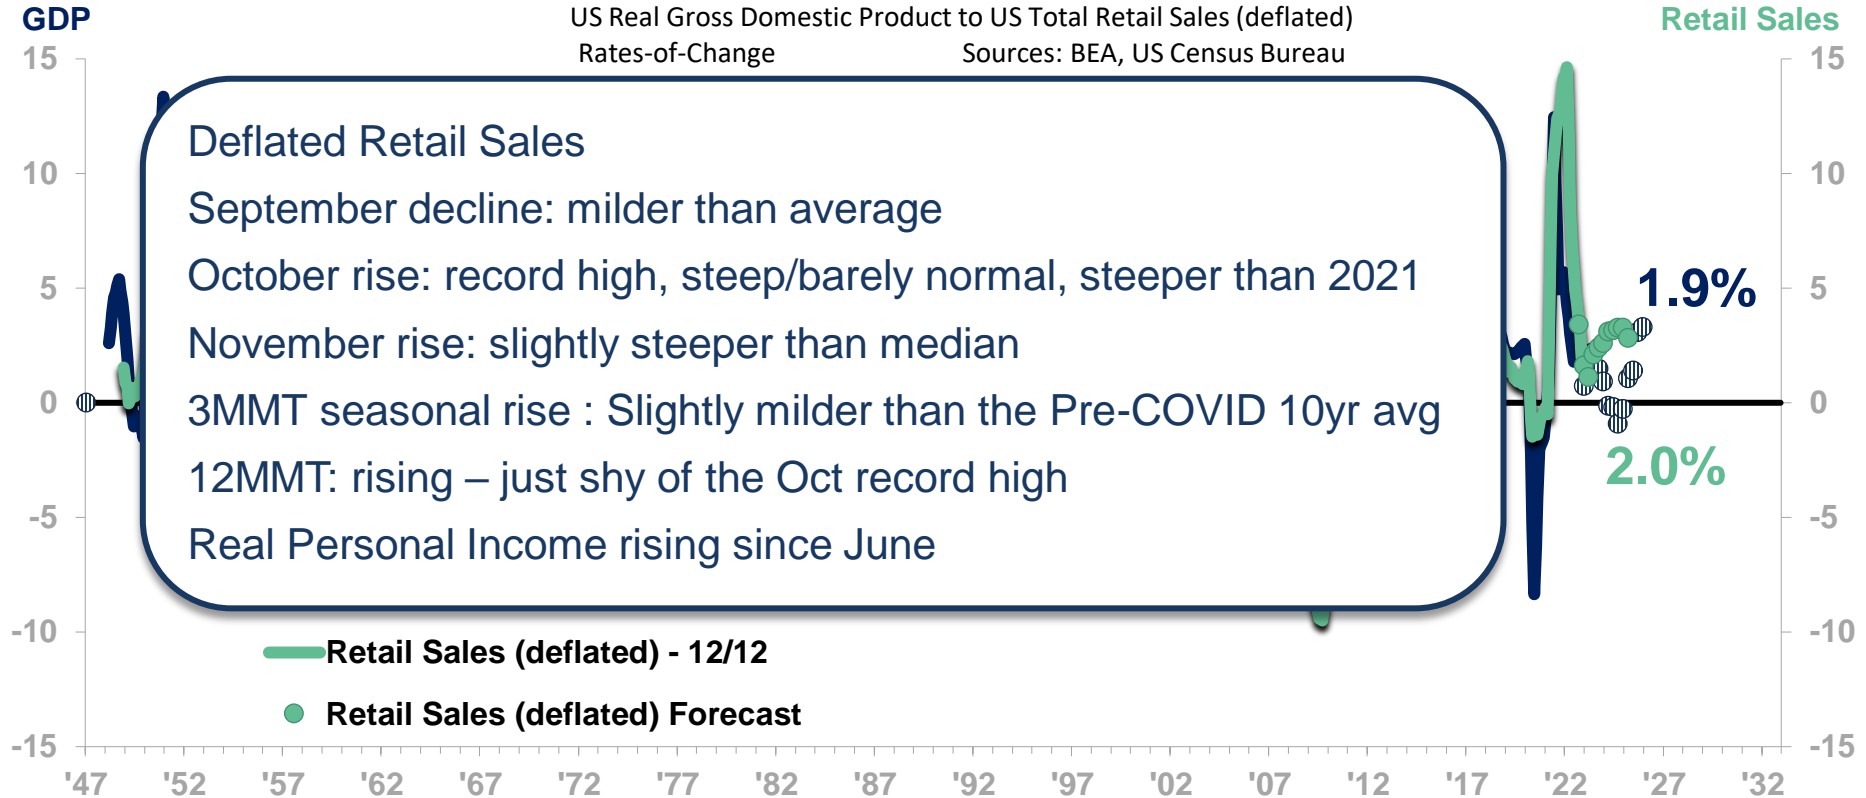 GDP
US Real Gross Domestic Product to US Total Retail Sales (deflated)
Retail Sales
Rates-of-Change Sources: BEA, US Census Bureau
15 15
10 10
5 5
0 0
-5 -5
-10 -10
-15 -15
Deflated Retail Sales
September decline: milder than average
October rise: record high, steep/barely normal, steeper than 2021
November rise: slightly steeper than median
3MMT seasonal rise : Slightly milder than the Pre-COVID 10yr avg
12MMT: rising – just shy of the Oct record high
Real Personal Income rising since June
1.9%
2.0%
Retail Sales (deflated) - 12/12
Retail Sales (deflated) Forecast
'47 '52 '57 '62 '67 '72 '77 '82 '87 '92 '97 '02 '07 '12 '17 '22 '27 '32